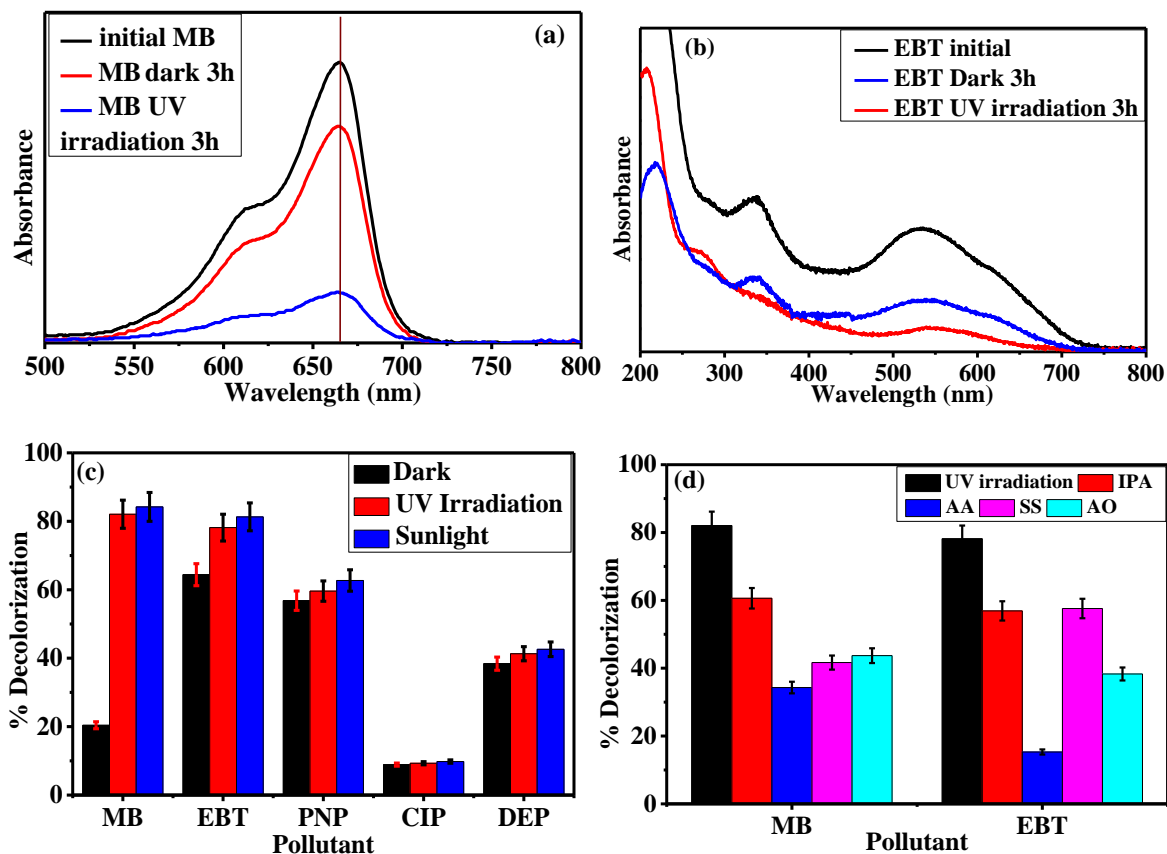 (a)
initial MB
MB dark 3h
MB UV
irradiation 3h
Absorbance
500 550 600 650 700 750 800
Wavelength (nm)
(b)
EBT initial
EBT Dark 3h
EBT UV irradiation 3h
Absorbance
200 300 400 500 600 700 800
Wavelength (nm)
(c)
Dark
UV Irradiation
Sunlight
% Decolorization
100
80
60
40
20
0
MB EBT PNP CIP DEP
Pollutant
(d)
UV irradiation IPA
AA SS AO
% Decolorization
100
80
60
40
20
0
MB EBT
Pollutant